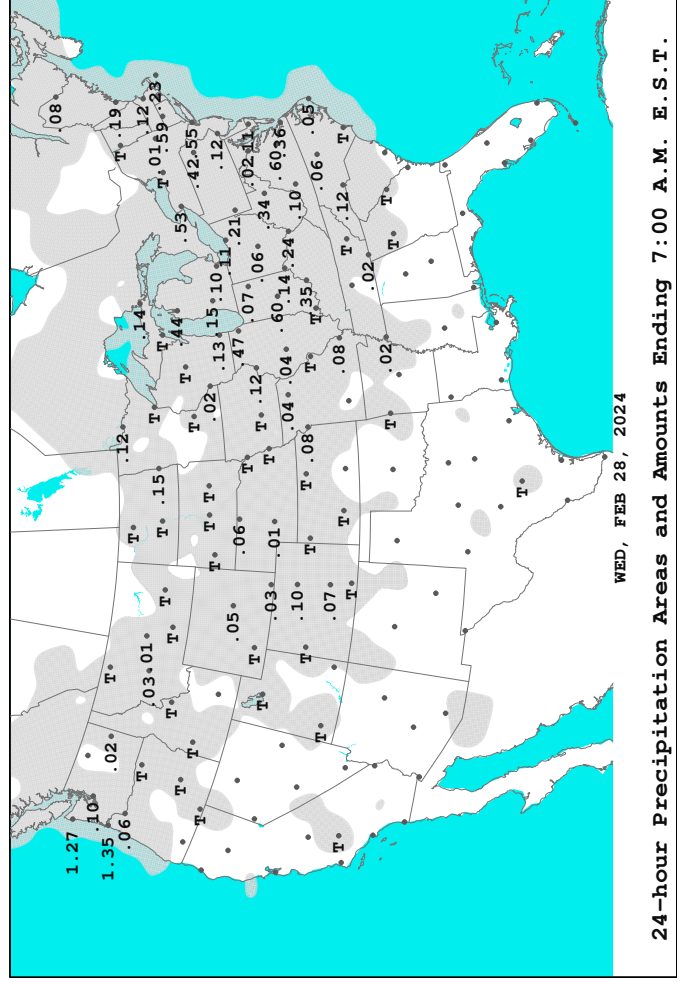 .08
1.27
.10
1.35 T .02 .19
T
.06 .12
T .14
T .12
.03 .01
T .01 .23
.15
T T T .59
T
T T .44
.53
T T
T T .42 .55
T
T T .02
T .13 .15 .10 .12
.05 .11
.06 .47 .21
T .07 .02 .11
T .12 .06
T T T .34
.03 .01 .60 .60 .36
.04 .04 .14 .24
.10 .10
T T .08 .35 .05
T T T .06
T
.07
T T .08 .12 T
T T
.02
.02 T
T T
T
WED, FEB 28, 2024
24-hour Precipitation Areas and Amounts Ending 7:00 A.M. E.S.T.